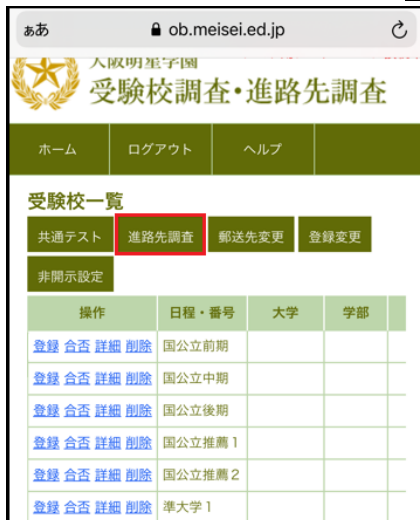 ぁあ ob.meisei.ed.jp
大阪明星学園
受験校調査・進路先調査
ホーム ログアウト ヘルプ
受験校一覧
共通テスト 進路先調査 郵送先変更 登録変更
非開示設定
操作 日程・番号 大学 学部
登録 合否 詳細 削除 国公立前期
登録 合否 詳細 削除 国公立中期
登録 合否 詳細 削除 国公立後期
登録 合否 詳細 削除 国公立推薦1
登録 合否 詳細 削除 国公立推薦2
登録 合否 詳細 削除 準大学1